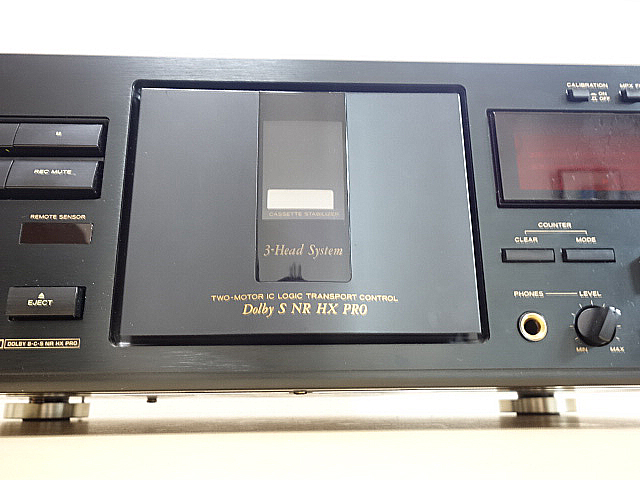 CALIBRATION
MPX F
ON
OFF
REC MUTE
REMOTE SENSOR
CASSETTE STABILIZER
3-Head System
COUNTER
CLEAR
MODE
EJECT
TWO-MOTOR IC LOGIC TRANSPORT CONTROL
Dolby S NR HX PRO
PHONES
LEVEL
MIN
MAX
DOLBY B-C-S NR HX PRO